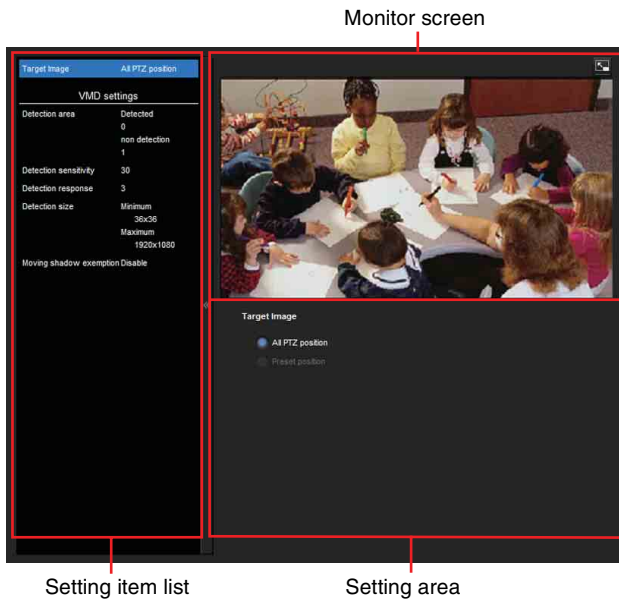 Monitor screen
Target Image All PTZ position
VMD settings
Detection area Detected
0
non detection
1
Detection sensitivity 30
Detection response 3
Detection size Minimum
36x36
Maximum
1920x1080
Moving shadow exemption Disable
Target Image
All PTZ position
Preset position
Setting item list
Setting area